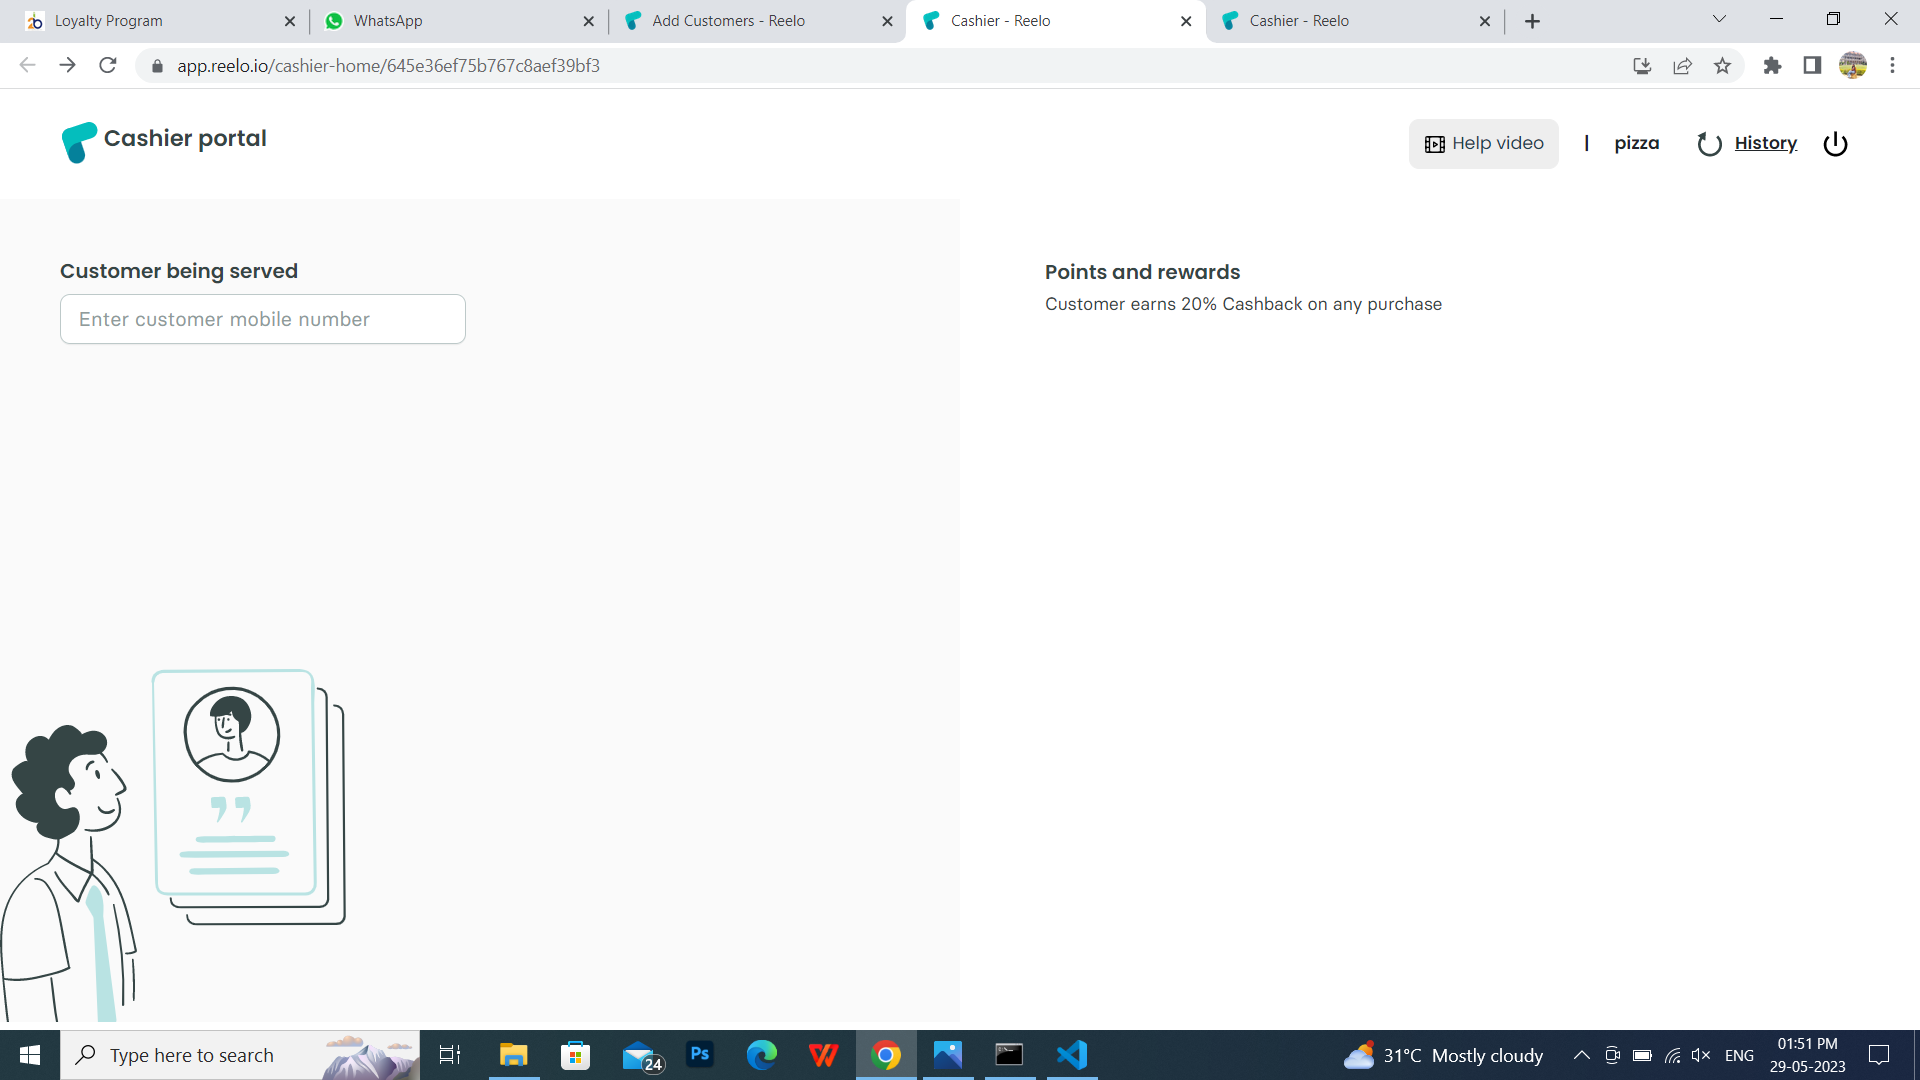 Loyalty Program
WhatsApp
Add Customers - Reelo
Cashier - Reelo
Cashier - Reelo
app.reelo.io/cashier-home/645e36ef75b767c8aef39bf3
Cashier portal
Help video
|
pizza
History
Customer being served
Enter customer mobile number
Points and rewards
Customer earns 20% Cashback on any purchase
Type here to search
24
Ps
31°C Mostly cloudy
ENG
01:51 PM
29-05-2023